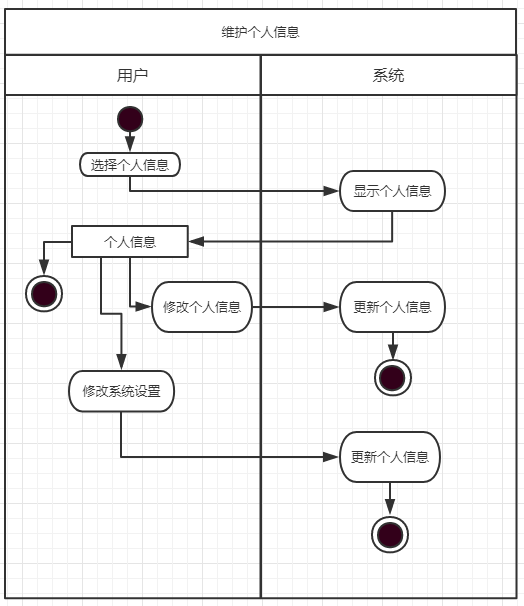 维护个人信息
用户
系统
选择个人信息
显示个人信息
个人信息
修改个人信息
更新个人信息
修改系统设置
更新个人信息